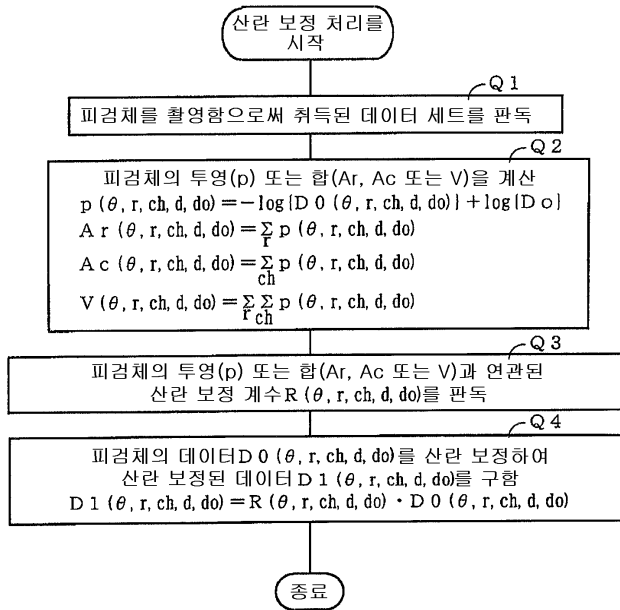 산란 보정 처리를
시작
Q1
피검체를 촬영함으로써 취득된 데이터 세트를 판독
Q2
피검체의 투영(p) 또는 합(Ar, Ac 또는 V)을 계산
p(θ, r, ch, d, do)=−log{D0(θ, r, ch, d, do)}+log{Do}
Ar(θ, r, ch, d, do)=Σr p(θ, r, ch, d, do)
Ac(θ, r, ch, d, do)=Σch p(θ, r, ch, d, do)
V(θ, r, ch, d, do)=Σr Σch p(θ, r, ch, d, do)
Q3
피검체의 투영(p) 또는 합(Ar, Ac 또는 V)과 연관된
산란 보정 계수R(θ, r, ch, d, do)를 판독
Q4
피검체의 데이터D0(θ, r, ch, d, do)를 산란 보정하여
산란 보정된 데이터D1(θ, r, ch, d, do)를 구함
D1(θ, r, ch, d, do)=R(θ, r, ch, d, do)・D0(θ, r, ch, d, do)
종료